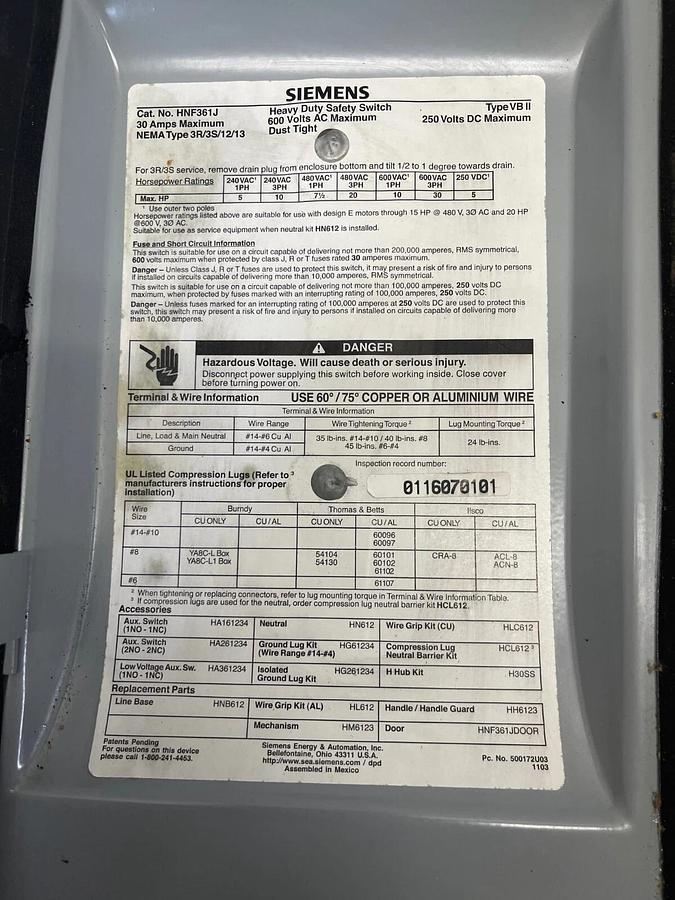 SIEMENS
Cat. No. HNF361J
30 Amps Maximum
NEMA Type 3R/3S/12/13
Heavy Duty Safety Switch
600 Volts AC Maximum
Dust Tight
Type VB II
250 Volts DC Maximum
For 3R/3S service, remove drain plug from enclosure bottom and tilt 1/2 to 1 degree towards drain.
Horsepower Ratings 240VAC¹ 1PH 240VAC 3PH 480VAC¹ 1PH 480VAC 3PH 600VAC¹ 1PH 600VAC 3PH 250 VDC¹
Max. HP 5 10 7½ 20 10 30 5
¹ Use outer two poles
Horsepower ratings listed above are suitable for use with design E motors through 15 HP @ 480 V, 3Ø AC and 20 HP
@600 V, 3Ø AC.
Suitable for use as service equipment when neutral kit HN612 is installed.
Fuse and Short Circuit Information
This switch is suitable for use on a circuit capable of delivering not more than 200,000 amperes, RMS symmetrical,
600 volts maximum when protected by class J, R or T fuses rated 30 amperes maximum.
Danger – Unless Class J, R or T fuses are used to protect this switch, it may present a risk of fire and injury to persons
if installed on circuits capable of delivering more than 10,000 amperes, RMS symmetrical.
This switch is suitable for use on a circuit capable of delivering not more than 100,000 amperes, 250 volts DC
maximum, when protected by fuses marked with an interrupting rating of 100,000 amperes, 250 volts DC.
Danger – Unless fuses marked for an interrupting rating of 100,000 amperes at 250 volts DC are used to protect this
switch, this switch may present a risk of fire and injury to persons if installed on circuits capable of delivering more
than 10,000 amperes.
DANGER
Hazardous Voltage. Will cause death or serious injury.
Disconnect power supplying this switch before working inside. Close cover
before turning power on.
Terminal & Wire Information USE 60°/75° COPPER OR ALUMINIUM WIRE
Terminal & Wire Information
Description Wire Range Wire Tightening Torque ² Lug Mounting Torque ²
Line, Load & Main Neutral #14-#6 Cu Al 35 lb-ins. #14-#10 / 40 lb-ins. #8
45 lb-ins. #6-#4 24 lb-ins.
Ground #14-#4 Cu Al
Inspection record number:
0116070101
UL Listed Compression Lugs (Refer to ³
manufacturers instructions for proper
installation)
Wire Size Burndy Thomas & Betts Ilsco
CU ONLY CU / AL CU ONLY CU / AL CU ONLY CU / AL
#14-#10 60096
60097
#8 YA8C-L Box 54104 60101 CRA-8 ACL-8
YA8C-L1 Box 54130 60102 ACN-8
61102
#6 61107
² When tightening or replacing connectors, refer to lug mounting torque in Terminal & Wire Information Table.
³ If compression lugs are used for the neutral, order compression lug neutral barrier kit HCL612.
Accessories
Aux. Switch (1NO - 1NC) HA161234 Neutral HN612 Wire Grip Kit (CU) HLC612
Aux. Switch (2NO - 2NC) HA261234 Ground Lug Kit (Wire Range #14-#4) HG61234 Compression Lug Neutral Barrier Kit HCL612 ³
Low Voltage Aux. Sw. (1NO - 1NC) HA361234 Isolated Ground Lug Kit HG261234 H Hub Kit H30SS
Replacement Parts
Line Base HNB612 Wire Grip Kit (AL) HL612 Handle / Handle Guard HH6123
Mechanism HM6123 Door HNF361JDOOR
Patents Pending
For questions on this device
please call 1-800-241-4453.
Siemens Energy & Automation, Inc.
Bellefontaine, Ohio 43311 U.S.A.
http://www.sea.siemens.com / dpd
Assembled in Mexico
Pc. No. 500172U03
1103